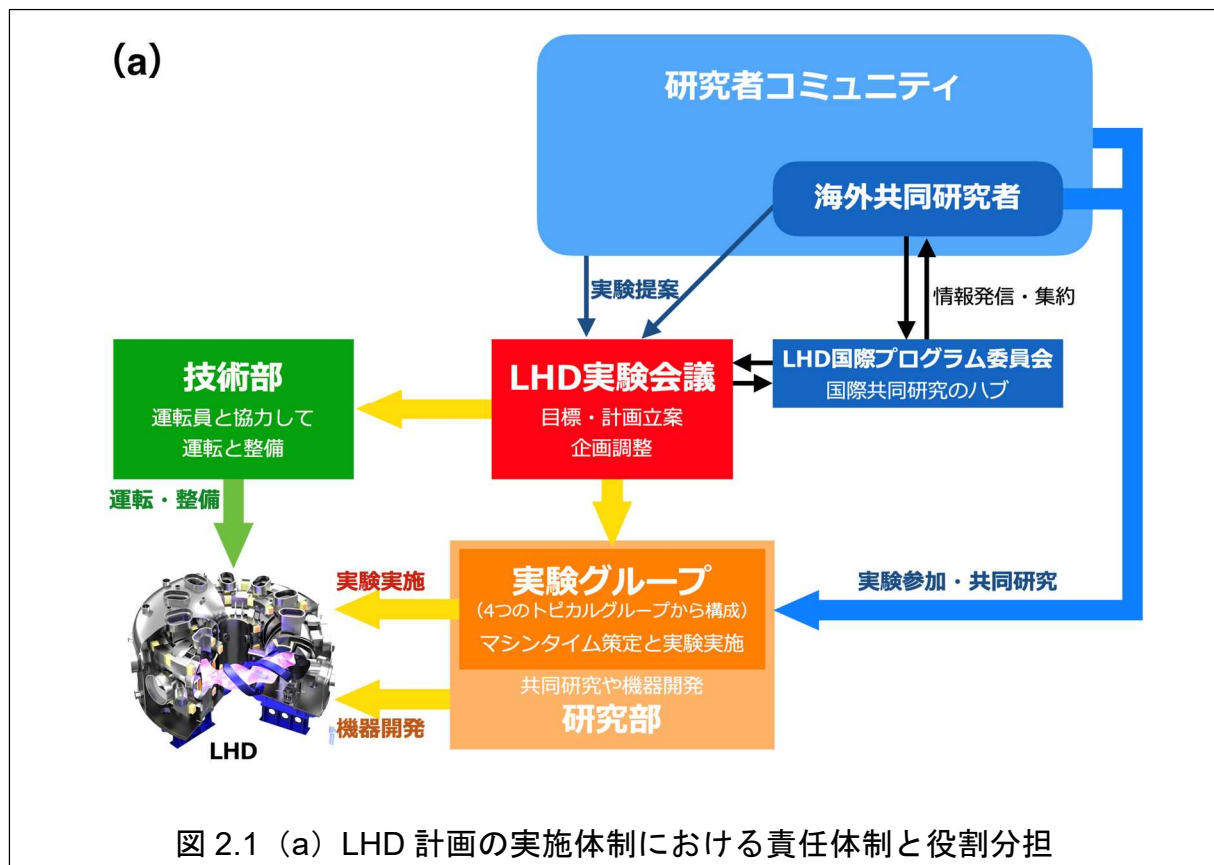 (a)
研究者コミュニティ
海外共同研究者
実験提案
情報発信・集約
技術部
運転員と協力して
運転と整備
LHD実験会議
目標・計画立案
企画調整
LHD国際プログラム委員会
国際共同研究のハブ
運転・整備
実験実施
実験グループ
（4つのトピカルグループから構成）
マシンタイム策定と実験実施
実験参加・共同研究
共同研究や機器開発
研究部
機器開発
LHD
図 2.1（a）LHD 計画の実施体制における責任体制と役割分担